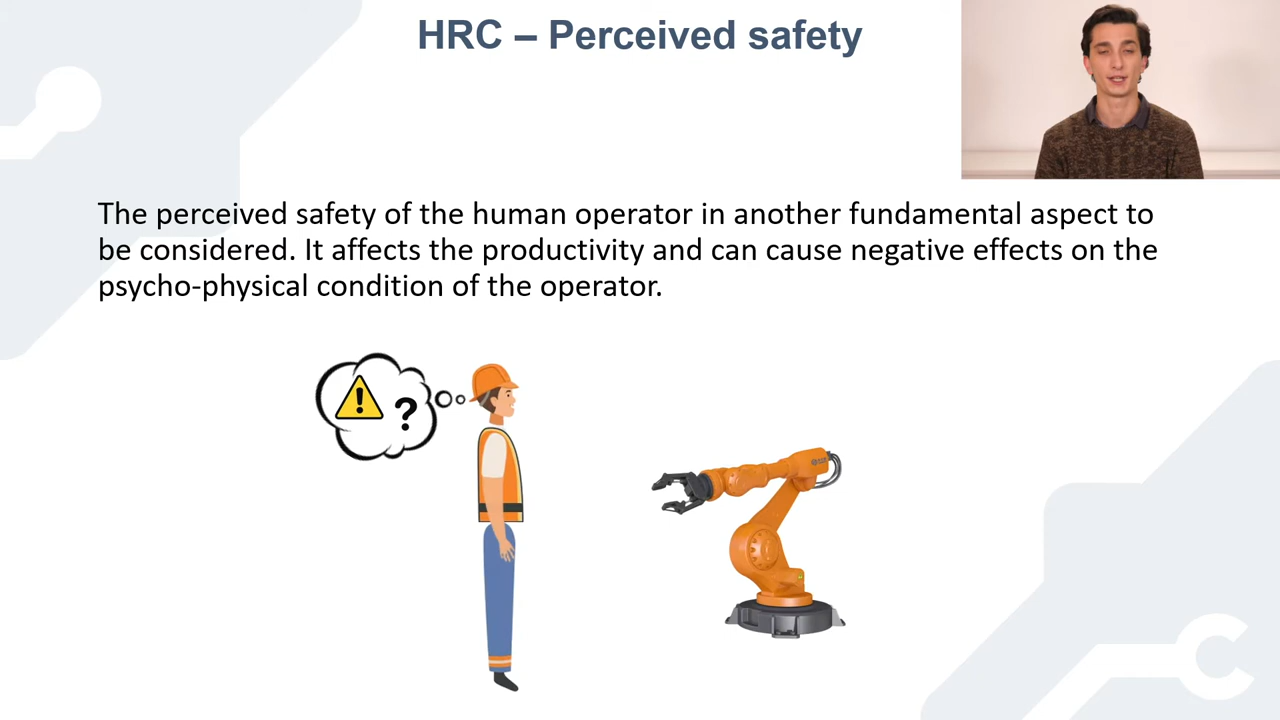 HRC – Perceived safety
The perceived safety of the human operator in another fundamental aspect to
be considered. It affects the productivity and can cause negative effects on the
psycho-physical condition of the operator.
!
?